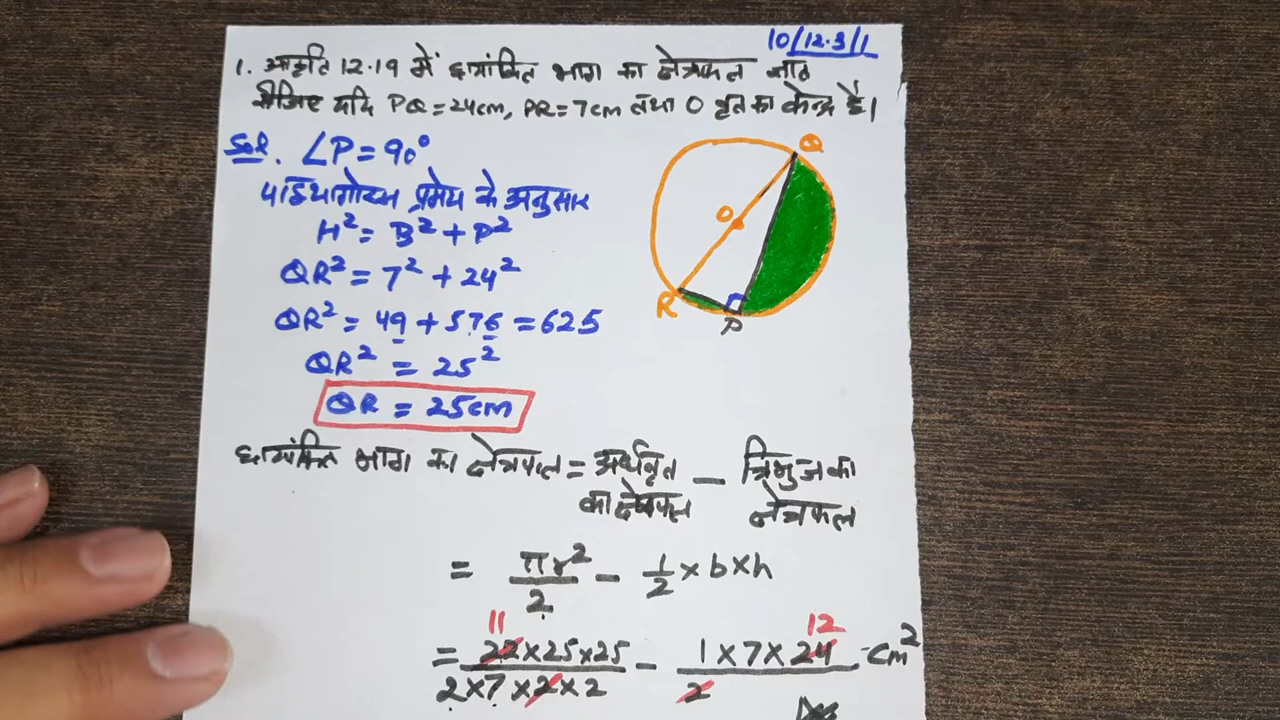 10/12.3/1
1. आकृति 12.19 में छायांकित भाग का क्षेत्रफल ज्ञात
कीजिए यदि PQ = 24cm, PR = 7cm तथा O वृत का केन्द्र है।
Sol. ∠P = 90°
पाइथागोरस प्रमेय के अनुसार
H² = B² + P²
QR² = 7² + 24²
QR² = 49 + 576 = 625
QR² = 25²
QR = 25cm
Q
O
R
P
छायांकित भाग का क्षेत्रफल = अर्धवृत का क्षेत्रफल − त्रिभुज का क्षेत्रफल
= πr²/2 − 1/2 × b × h
11 12
= 22×25×25/2×7×2×2 − 1×7×24/2 cm²